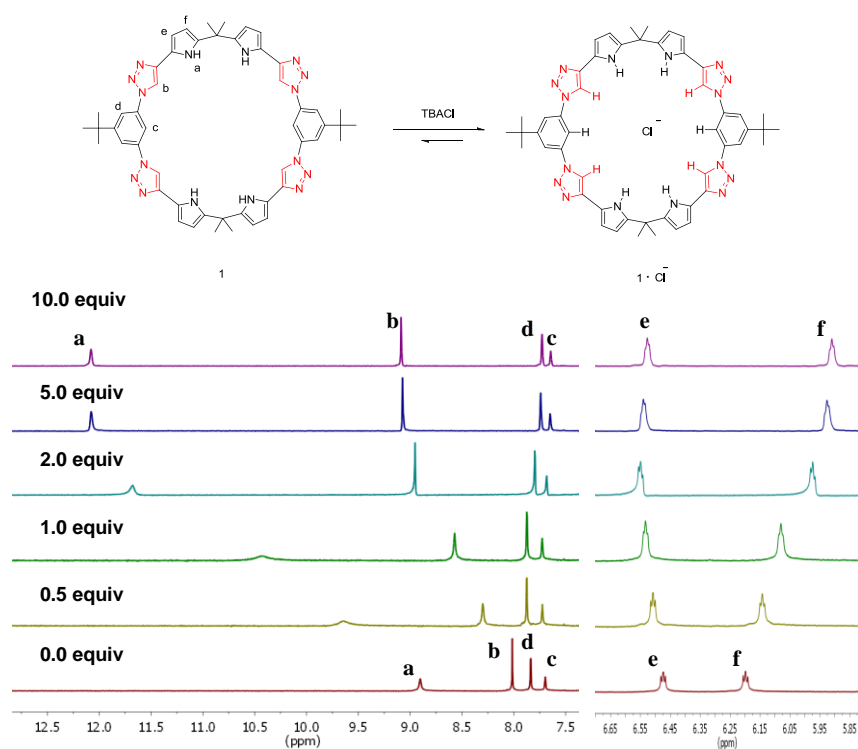 e f
NH HN
a
b
N N N
N N N
d
c
N N N
N N N
NH HN
1
TBACl
N N
H H
N N N
N N N
H H
H Cl⁻ H
H H
N N N
N N N
H H
N N
1 · Cl⁻
10.0 equiv
a b d c e f
5.0 equiv
2.0 equiv
1.0 equiv
0.5 equiv
0.0 equiv
a b d c e f
12.5 12.0 11.5 11.0 10.5 10.0 9.5 9.0 8.5 8.0 7.5
(ppm)
6.65 6.55 6.45 6.35 6.25 6.15 6.05 5.95 5.85
(ppm)